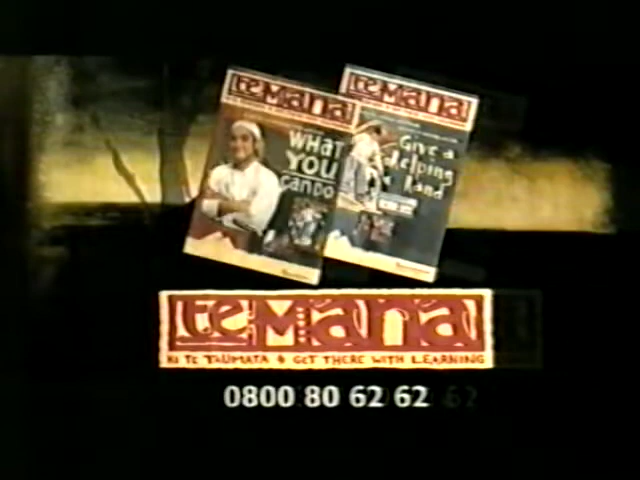 te Mana
te Mana
WHAT
YOU
CAN DO
Give a
Helping
Hand
te Mana
KI TE TAUMATA GET THERE WITH LEARNING
0800 80 62 62